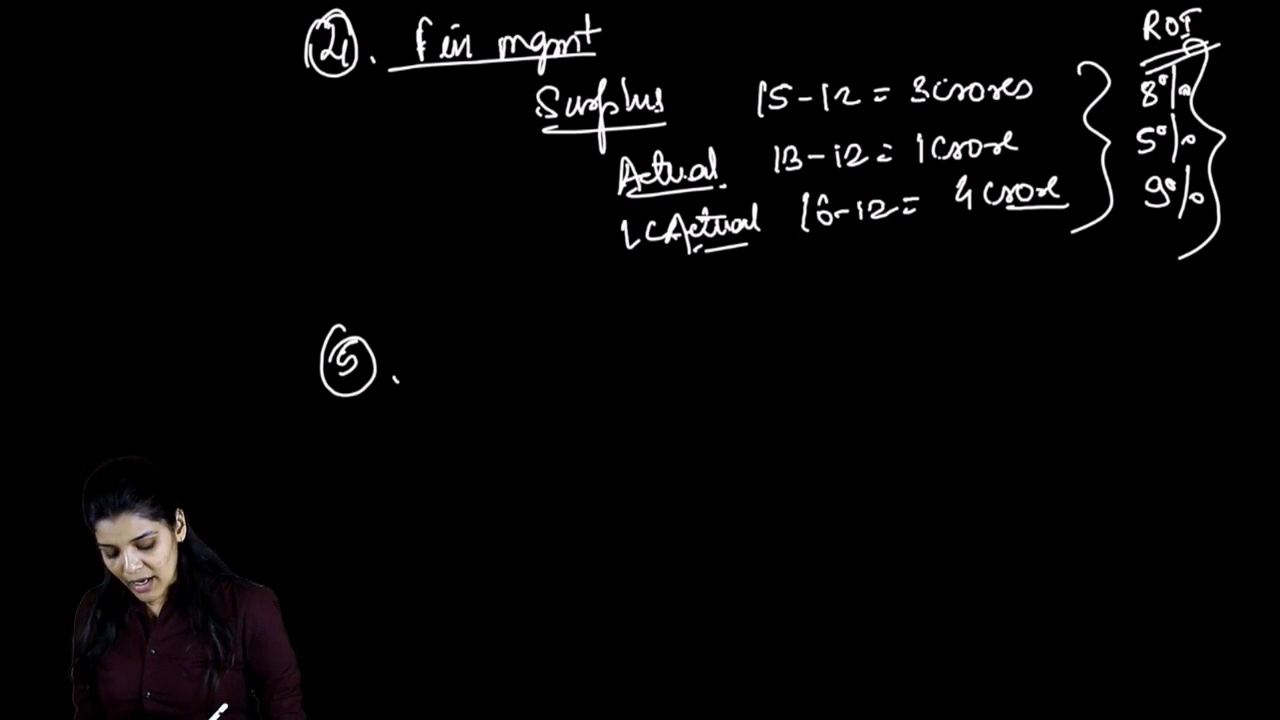 4. Fin mgmt
ROI
Surplus 15-12 = 3 crores 8%
Actual 13-12 = 1 crore 5%
Actual 16-12 = 4 crore 9%
5.